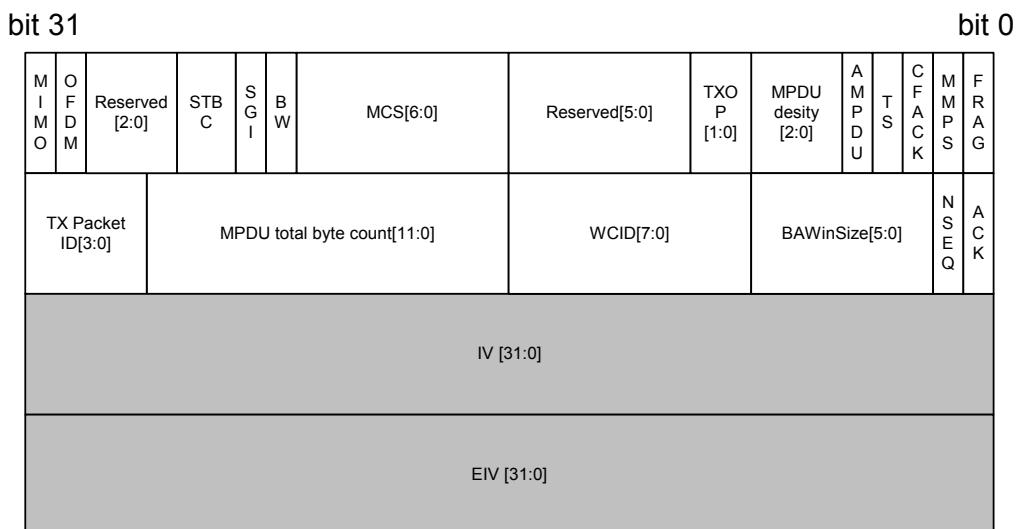 bit 31
bit 0
MIMO
OFDM
Reserved
[2:0]
STB
C
SGI
BW
MCS[6:0]
Reserved[5:0]
TXO
P
[1:0]
MPDU
desity
[2:0]
AMPDU
TS
CFACK
MMPS
FRAG
TX Packet
ID[3:0]
MPDU total byte count[11:0]
WCID[7:0]
BAWinSize[5:0]
NSEQ
ACK
IV [31:0]
EIV [31:0]